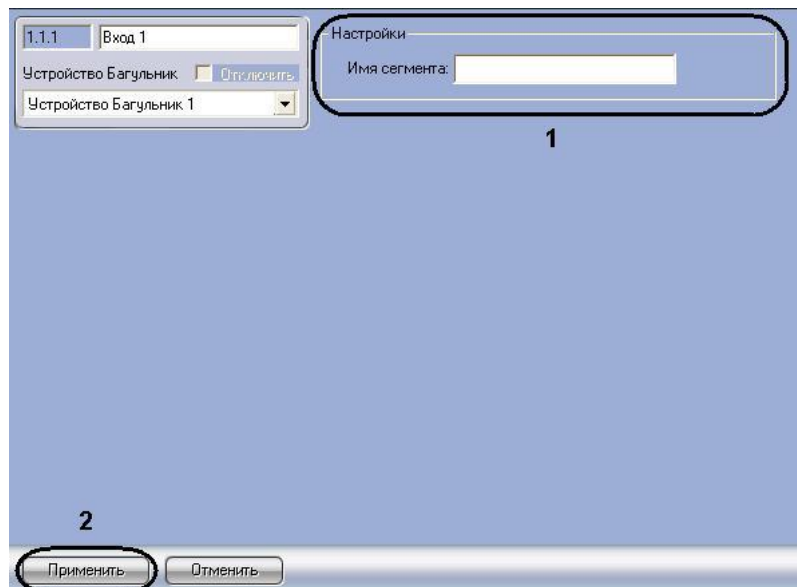 1.1.1 Вход 1
Устройство Багульник Отключить
Устройство Багульник 1
Настройки
Имя сегмента:
1
2
Применить Отменить